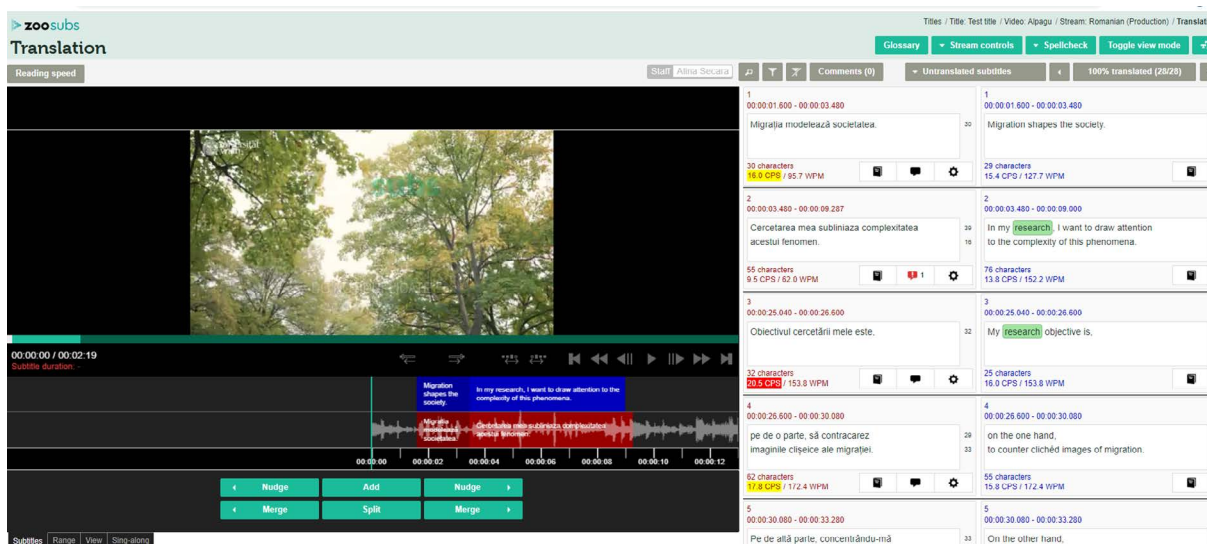 zoosubs
Titles / Title: Test title / Video: Alpagu / Stream: Romanian (Production) / Translat
Translation
Glossary
Stream controls
Spellcheck
Toggle view mode
Reading speed
Staff Alina Secara
Comments (0)
Untranslated subtitles
100% translated (28/28)
subs
00:00:00 / 00:02:19
Subtitle duration: -
Migration shapes the society.
In my research, I want to draw attention to the complexity of this phenomena.
Migrația modelează societatea.
Cercetarea mea subliniaza complexitatea acestui fenomen.
00:00:00
00:00:02
00:00:04
00:00:06
00:00:08
00:00:10
00:00:12
Nudge
Add
Nudge
Merge
Split
Merge
Subtitles
Range
View
Sing-along
1
00:00:01.600 - 00:00:03.480
Migrația modelează societatea.
30
30 characters
16.0 CPS / 95.7 WPM
1
00:00:01.600 - 00:00:03.480
Migration shapes the society.
29 characters
15.4 CPS / 127.7 WPM
2
00:00:03.480 - 00:00:09.287
Cercetarea mea subliniaza complexitatea
39
acestui fenomen.
16
55 characters
9.5 CPS / 62.0 WPM
1
2
00:00:03.480 - 00:00:09.000
In my research, I want to draw attention
to the complexity of this phenomena.
76 characters
13.8 CPS / 152.2 WPM
3
00:00:25.040 - 00:00:26.600
Obiectivul cercetării mele este,
32
32 characters
20.5 CPS / 153.8 WPM
3
00:00:25.040 - 00:00:26.600
My research objective is,
25 characters
16.0 CPS / 153.8 WPM
4
00:00:26.600 - 00:00:30.080
pe de o parte, să contracarez
29
imaginile clișeice ale migrației.
33
62 characters
17.8 CPS / 172.4 WPM
4
00:00:26.600 - 00:00:30.080
on the one hand,
to counter clichéd images of migration.
55 characters
15.8 CPS / 172.4 WPM
5
00:00:30.080 - 00:00:33.280
Pe de altă parte, concentrându-mă
33
5
00:00:30.080 - 00:00:33.280
On the other hand,